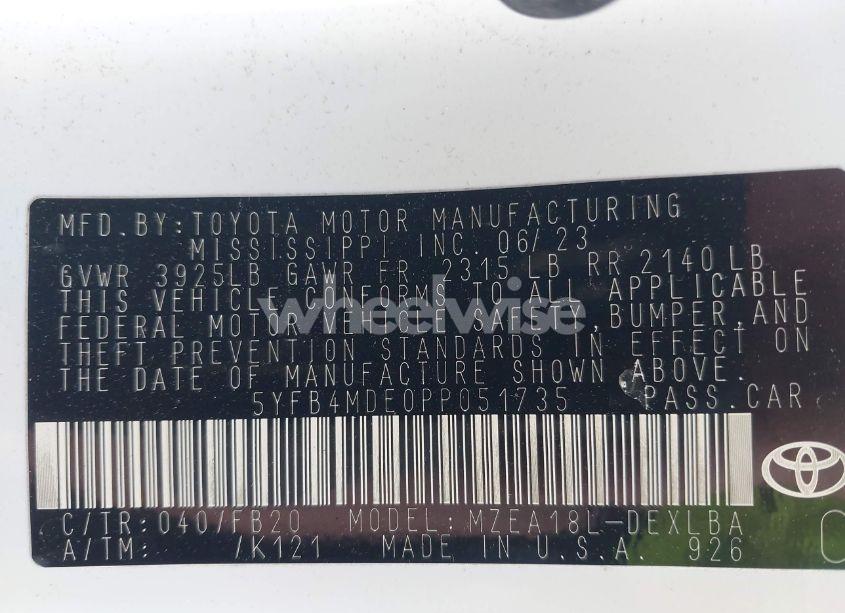 MFD. BY: TOYOTA MOTOR MANUFACTURING
MISSISSIPPI INC. 06/23
GVWR 3925LB GAWR FR 2315 LB RR 2140 LB
THIS VEHICLE CONFORMS TO ALL APPLICABLE
FEDERAL MOTOR VEHICLE SAFETY, BUMPER, AND
THEFT PREVENTION STANDARDS IN EFFECT ON
THE DATE OF MANUFACTURE SHOWN ABOVE.
5YFB4MDE0PP051735 PASS. CAR
C/TR: 040/FB20 MODEL: MZEA18L-DEXLBA
A/TM: /K121 MADE IN U.S.A 926
wheelwise